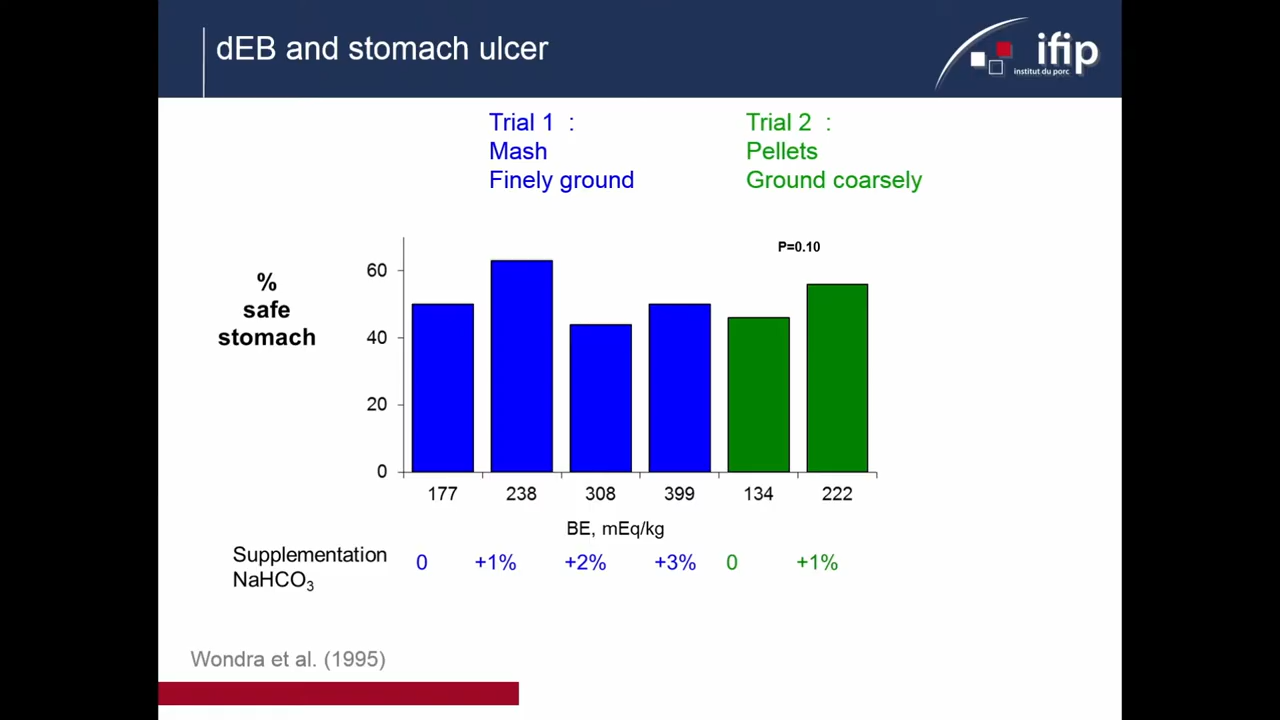 dEB and stomach ulcer
ifip
institut du porc
Trial 1 :
Mash
Finely ground
Trial 2 :
Pellets
Ground coarsely
P=0.10
%
safe
stomach
60
40
20
0
177 238 308 399 134 222
BE, mEq/kg
Supplementation
NaHCO3
0 +1% +2% +3% 0 +1%
Wondra et al. (1995)